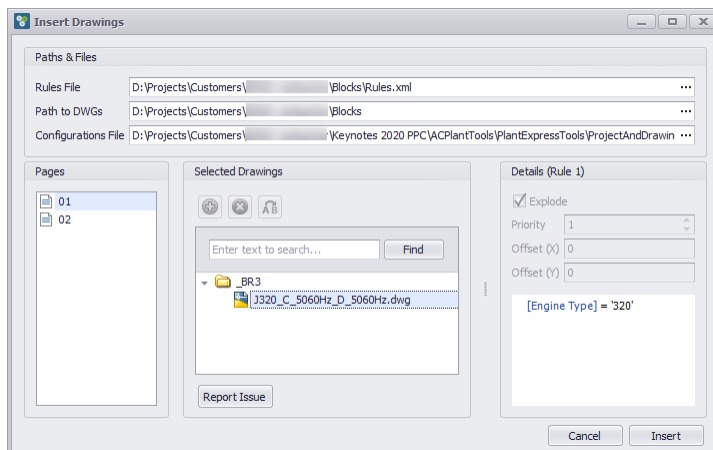 Insert Drawings
Paths & Files
Rules File D:\Projects\Customers\ \Blocks\Rules.xml ...
Path to DWGs D:\Projects\Customers\ \Blocks
Configurations File D:\Projects\Customers\ \Keynotes 2020 PPC\ACPlantTools\PlantExpressTools\ProjectAndDrawin ...
Pages
01
02
Selected Drawings
A B
Enter text to search...
Find
_BR3
J320_C_5060Hz_D_5060Hz.dwg
Report Issue
Details (Rule 1)
Explode
Priority 1
Offset (X) 0
Offset (Y) 0
[Engine Type] = '320'
Cancel
Insert